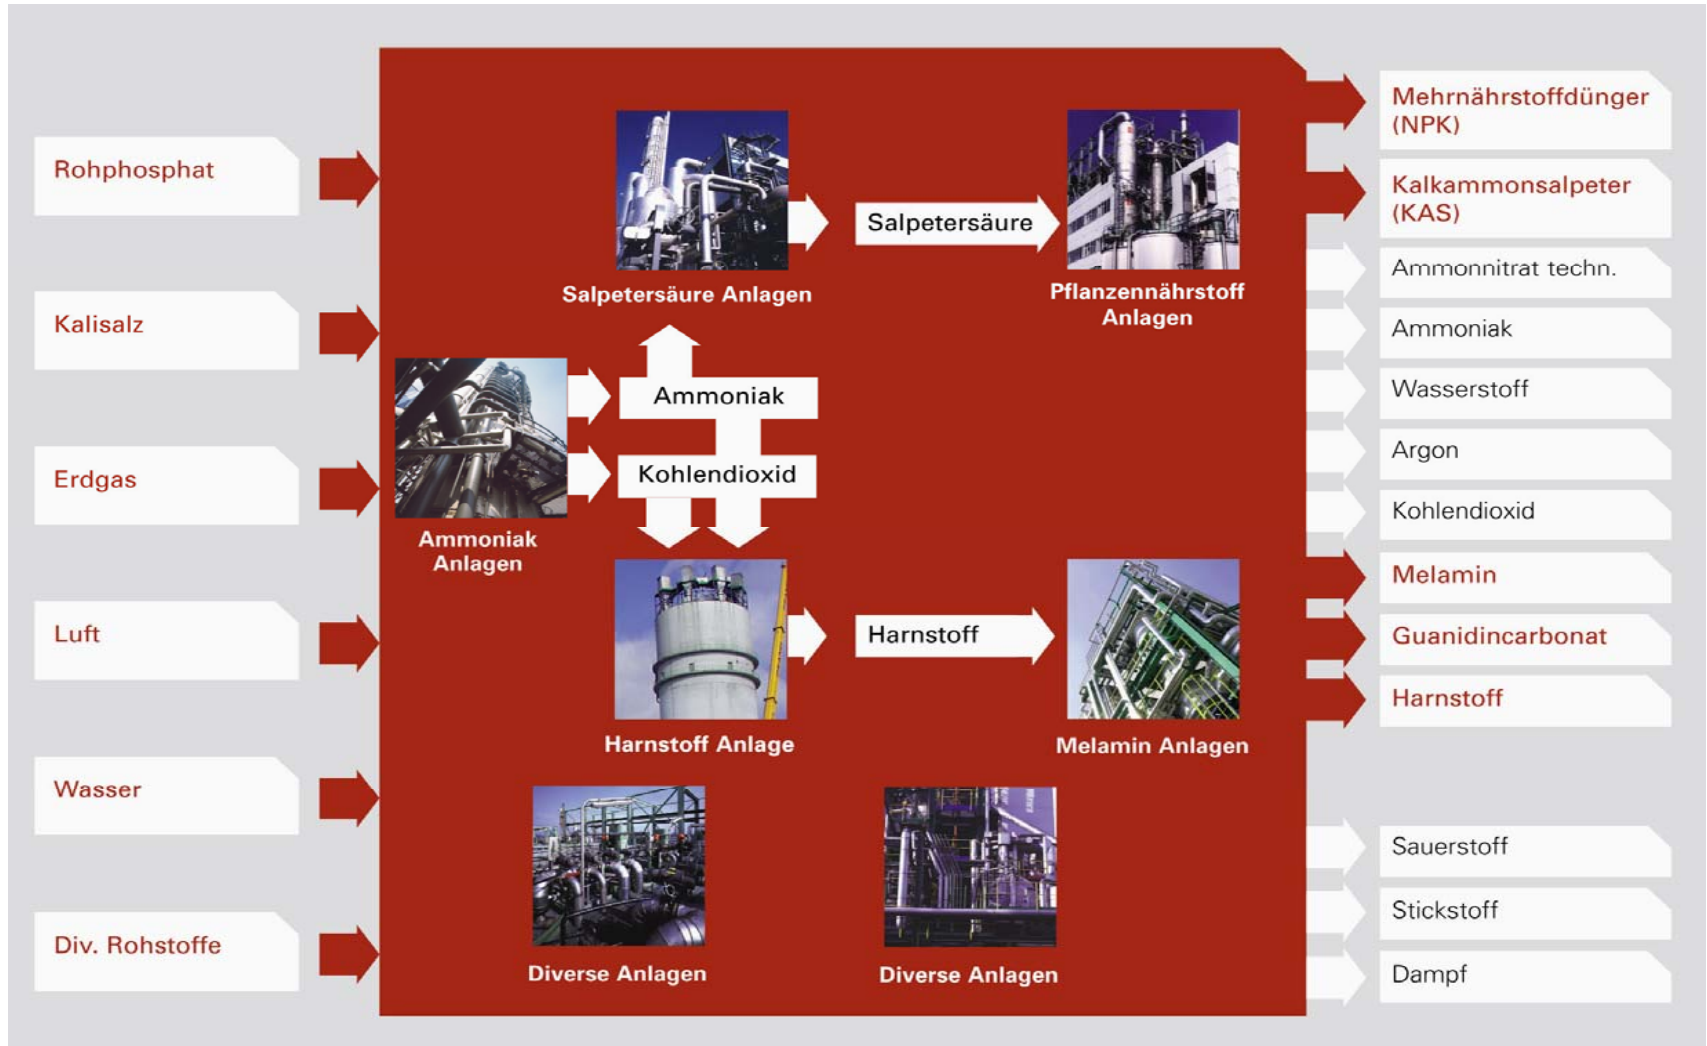 Rohphosphat
Kalisalz
Erdgas
Luft
Wasser
Div. Rohstoffe
Salpetersäure Anlagen
Salpetersäure
Pflanzennährstoff
Anlagen
Ammoniak
Kohlendioxid
Ammoniak
Anlagen
Harnstoff Anlage
Harnstoff
Melamin Anlagen
Diverse Anlagen
Diverse Anlagen
Mehrnährstoffdünger
(NPK)
Kalkammonsalpeter
(KAS)
Ammonnitrat techn.
Ammoniak
Wasserstoff
Argon
Kohlendioxid
Melamin
Guanidincarbonat
Harnstoff
Sauerstoff
Stickstoff
Dampf